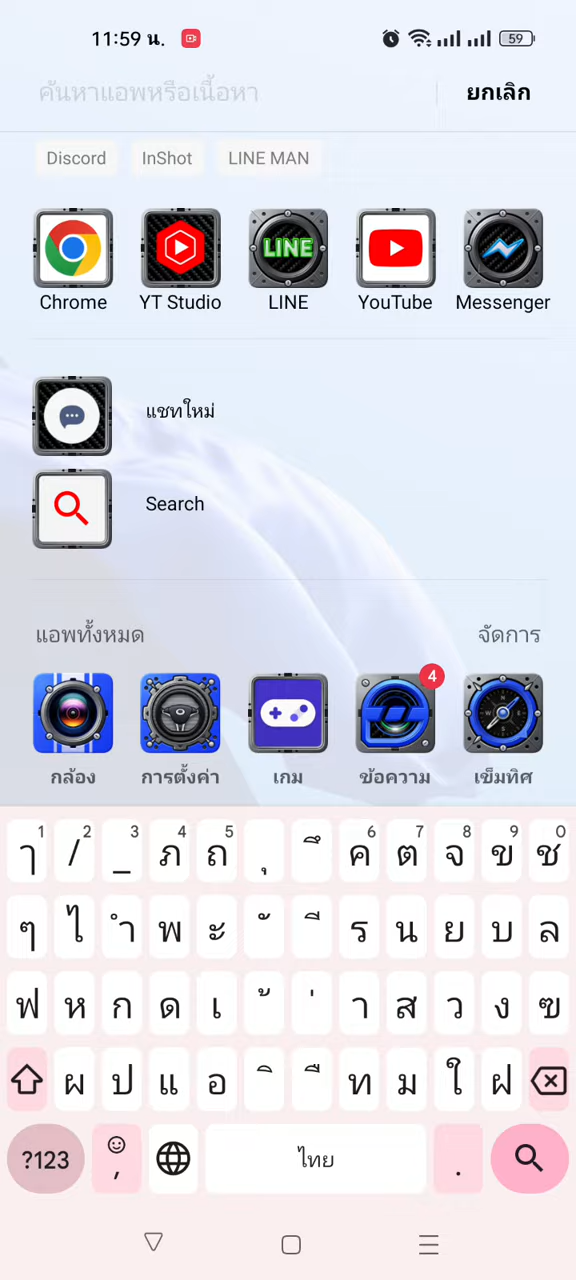 11:59 น. 59
ค้นหาแอพหรือเนื้อหา ยกเลิก
Discord InShot LINE MAN
LINE
Chrome YT Studio LINE YouTube Messenger
แชทใหม่
Search
แอพทั้งหมด จัดการ
4
กล้อง การตั้งค่า เกม ข้อความ เข็มทิศ
1 2 3 4 5 6 7 8 9 0
ๅ / _ ภ ถ ุ ึ ค ต จ ข ช
ๆ ไ ำ พ ะ ั ี ร น ย บ ล
ฟ ห ก ด เ ้ ่ า ส ว ง ฃ
ผ ป แ อ ิ ื ท ม ใ ฝ
?123 , ไทย .